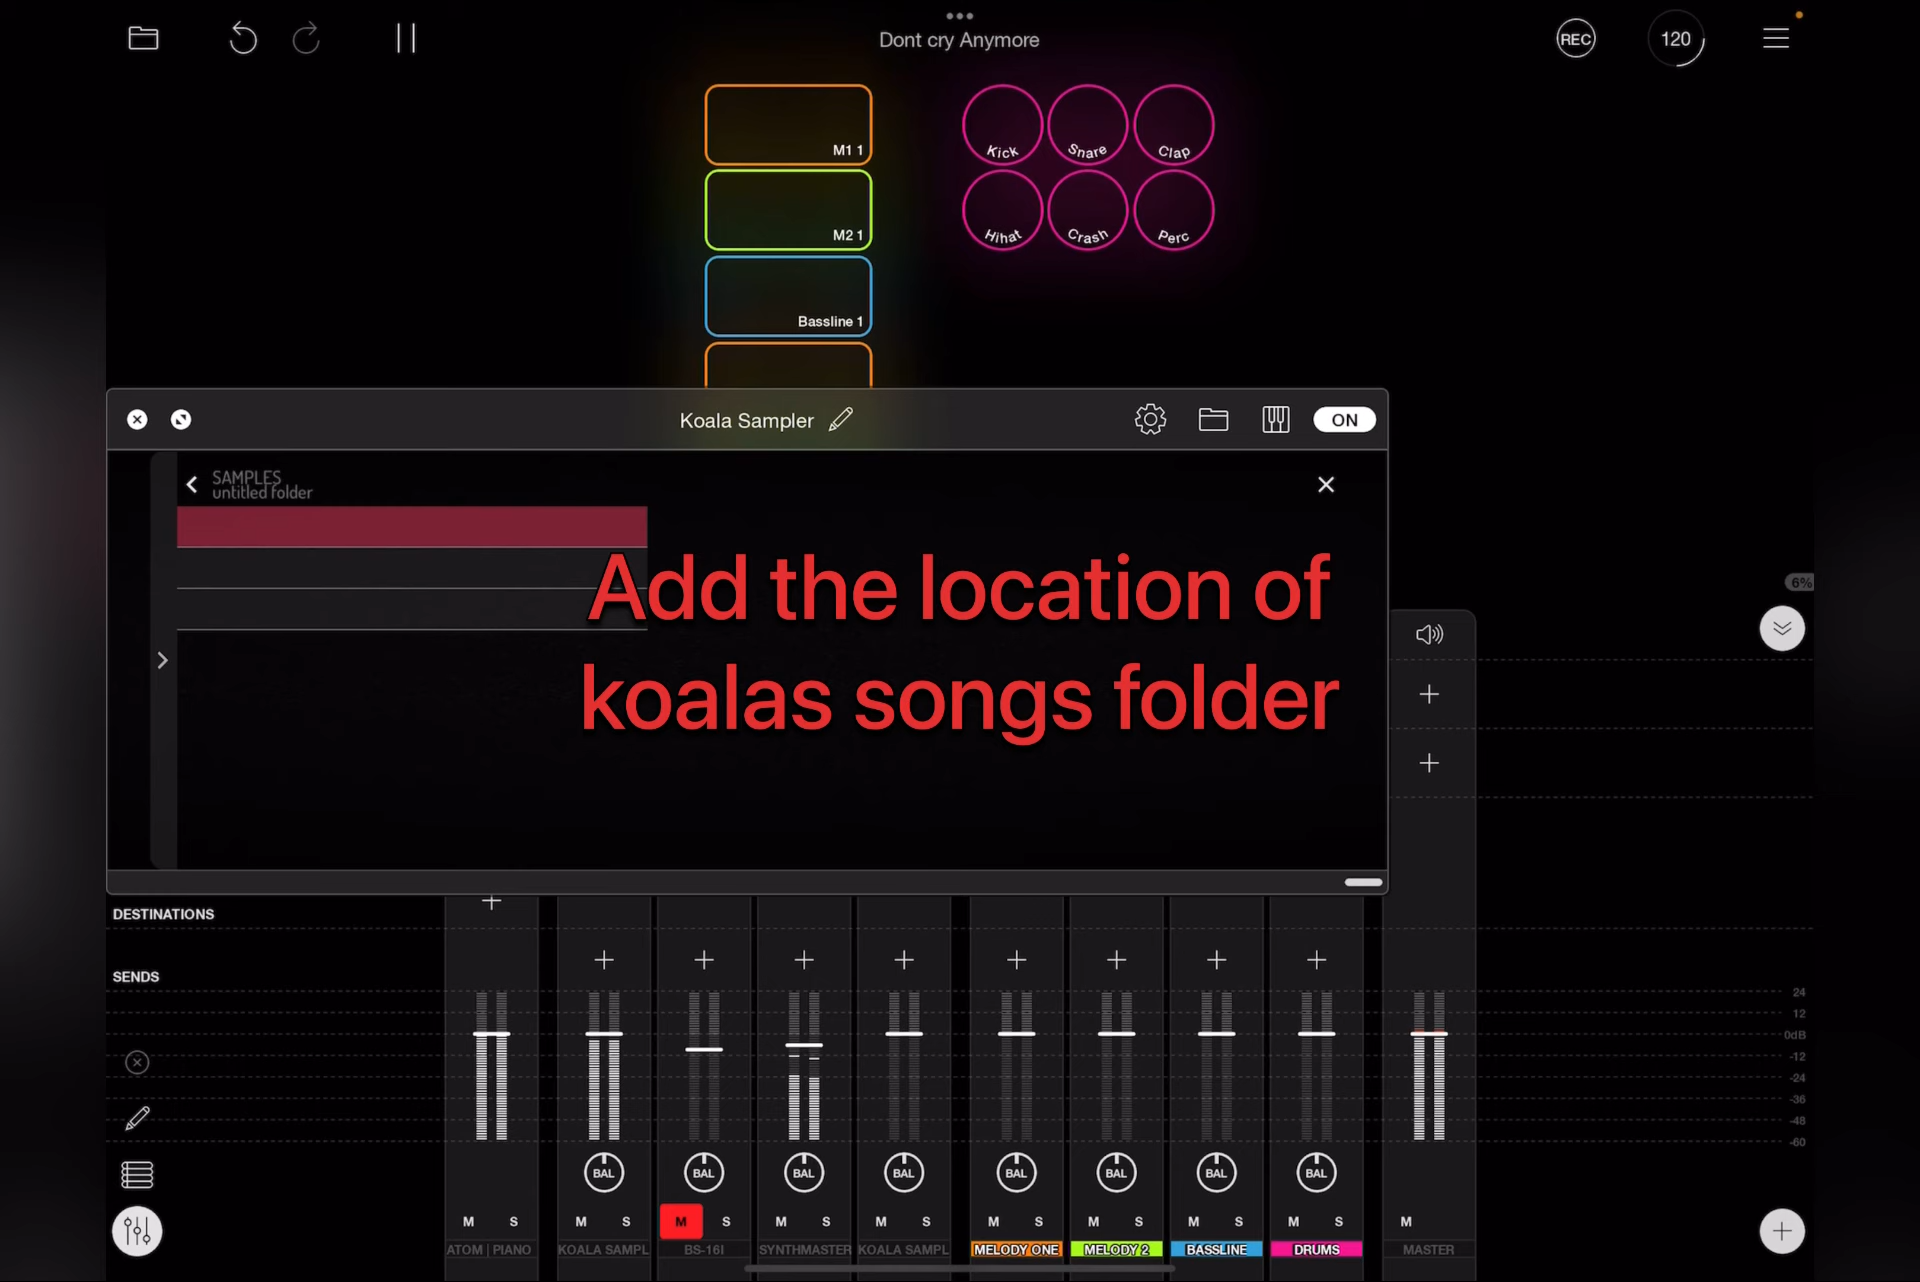 Dont cry Anymore
REC
120
M1 1
Kick
Snare
Clap
M2 1
Hihat
Crash
Perc
Bassline 1
Koala Sampler
ON
SAMPLES
untitled folder
Add the location of
koalas songs folder
6%
DESTINATIONS
SENDS
24
12
0dB
-12
-24
-36
-48
-60
BAL
BAL
BAL
BAL
BAL
BAL
BAL
BAL
M S
M S
M S
M S
M S
M S
M S
M S
M S
M
ATOM | PIANO
KOALA SAMPL
BS-16I
SYNTHMASTER
KOALA SAMPL
MELODY ONE
MELODY 2
BASSLINE
DRUMS
MASTER